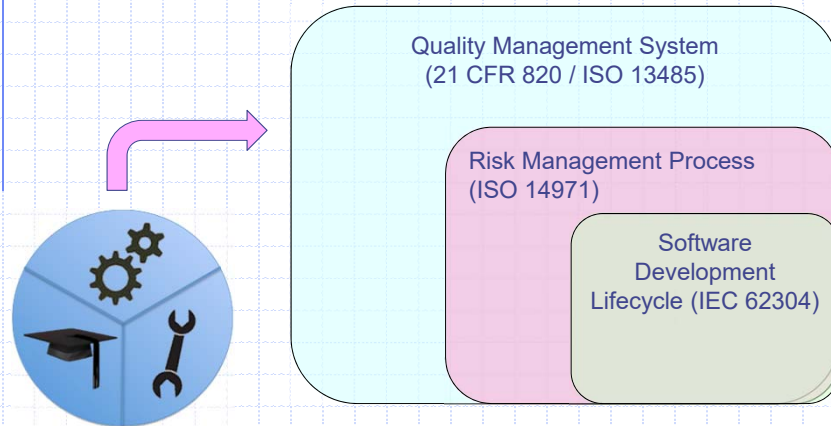 Quality Management System
(21 CFR 820 / ISO 13485)
Risk Management Process
(ISO 14971)
Software
Development
Lifecycle (IEC 62304)